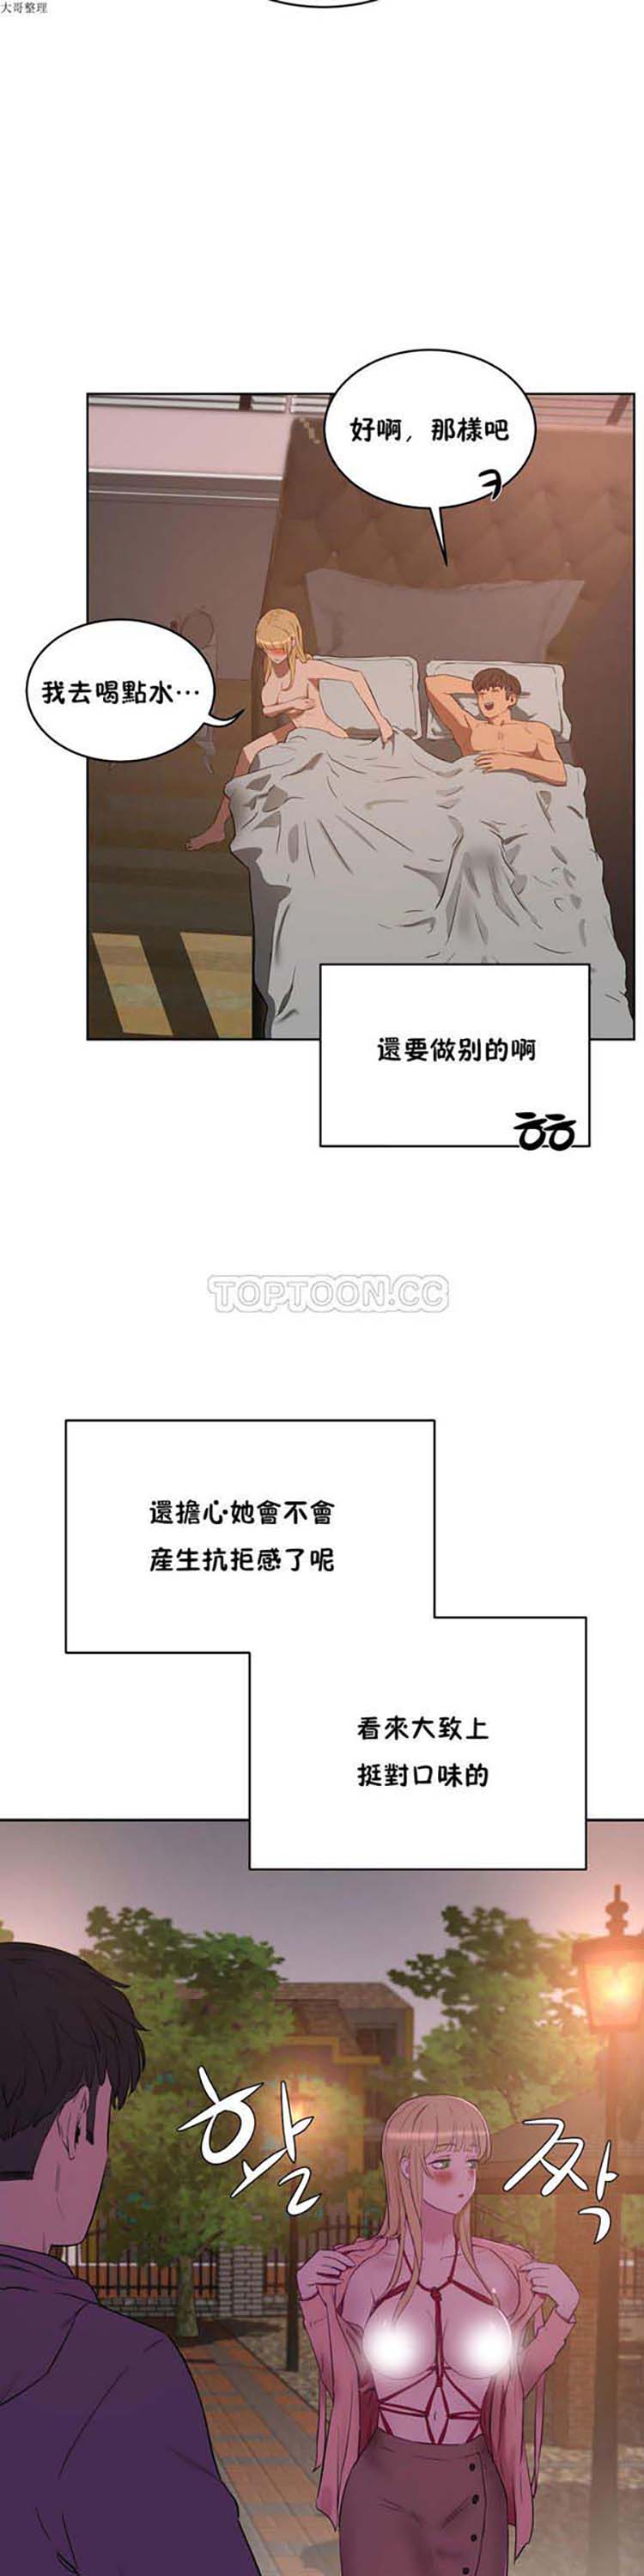 大哥整理
好啊，那樣吧
ㅋ
我去喝點水…
還要做別的啊
ㅎㅎ
TOPTOON.CC
還擔心她會不會
産生抗拒感了呢
看來大致上
挺對口味的
활
짝